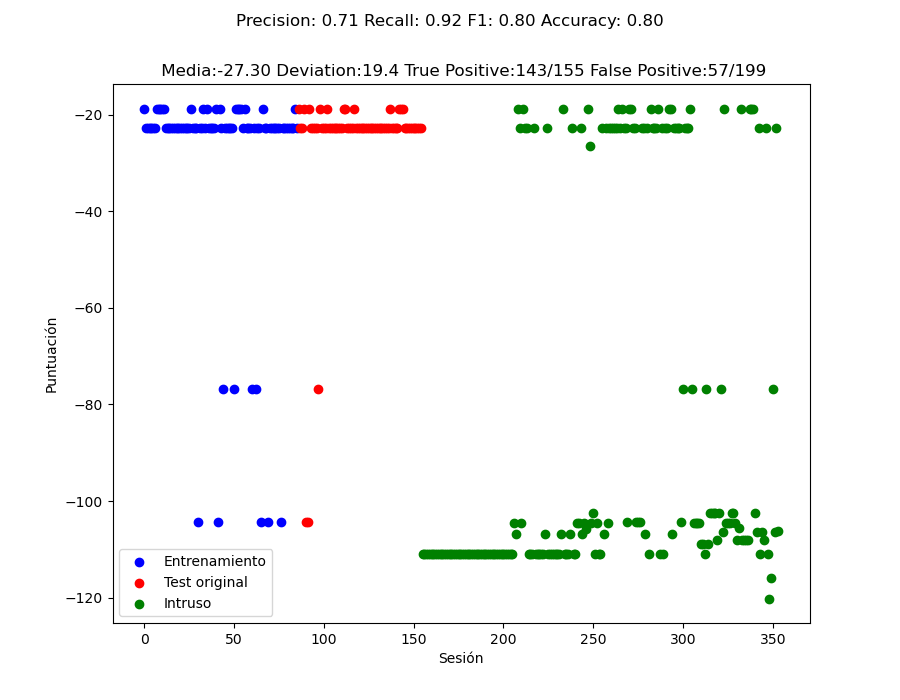 Precision: 0.71 Recall: 0.92 F1: 0.80 Accuracy: 0.80
Media:-27.30 Deviation:19.4 True Positive:143/155 False Positive:57/199
−20
−40
−60
−80
−100
−120
Puntuación
Entrenamiento
Test original
Intruso
0 50 100 150 200 250 300 350
Sesión